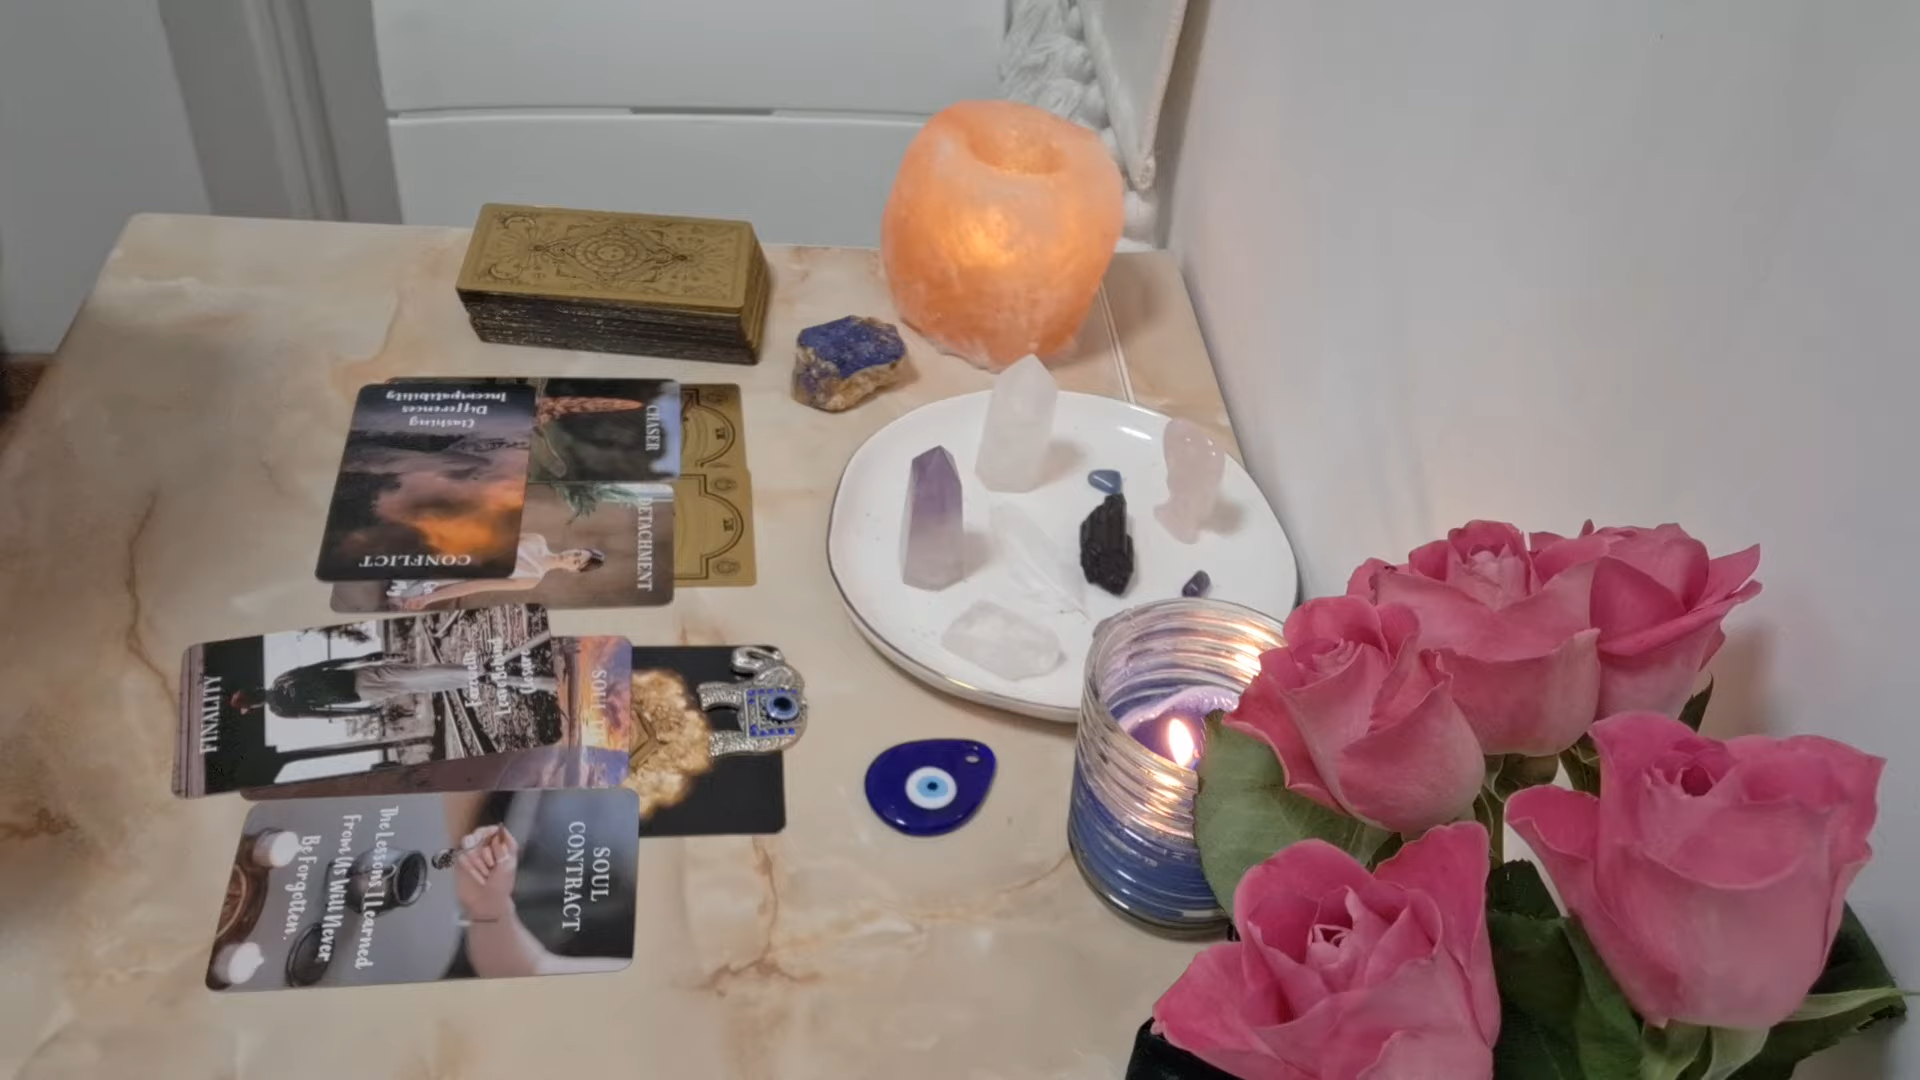 Incompatibility
Differences
Clashing
CONFLICT
CHASER
DETACHMENT
FINALITY
SOUL
SOUL
CONTRACT
The Lessons I Learned
From Us Will Never
Be Forgotten.